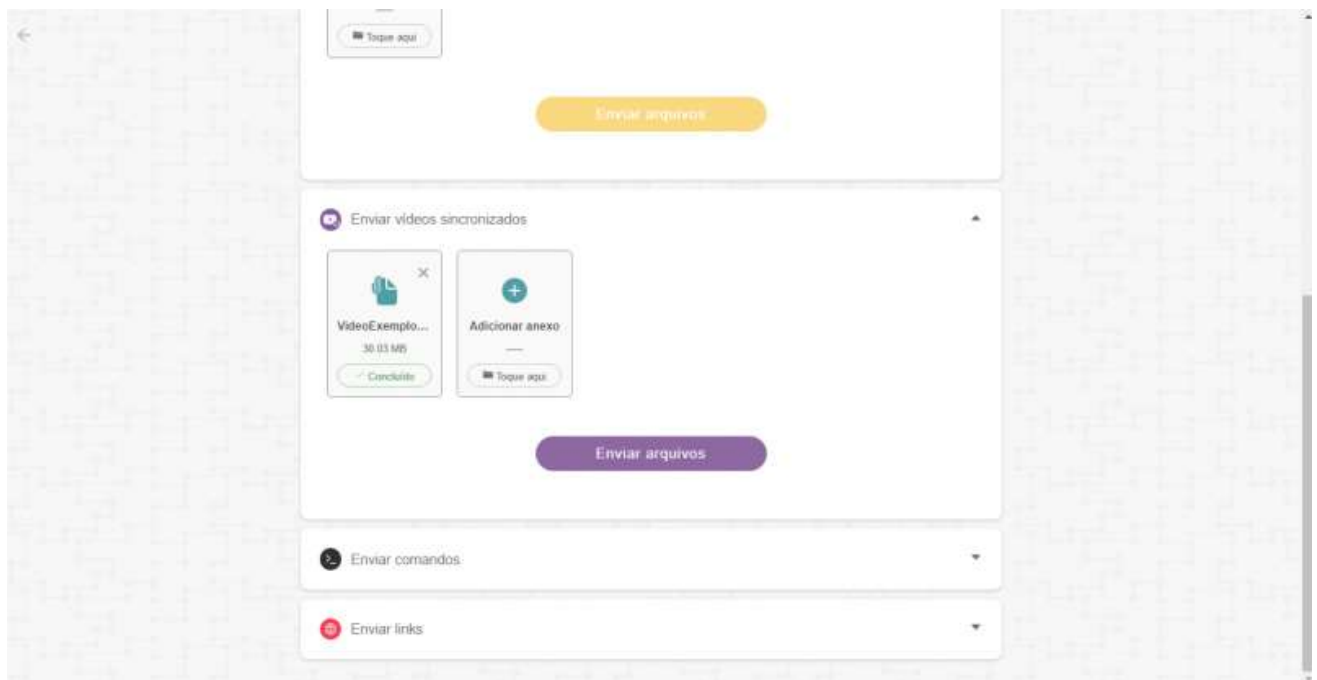 Toque aqui
Enviar arquivos
Enviar vídeos sincronizados
VideoExemplo...
30.03 MB
Concluído
Adicionar anexo
Toque aqui
Enviar arquivos
Enviar comandos
Enviar links